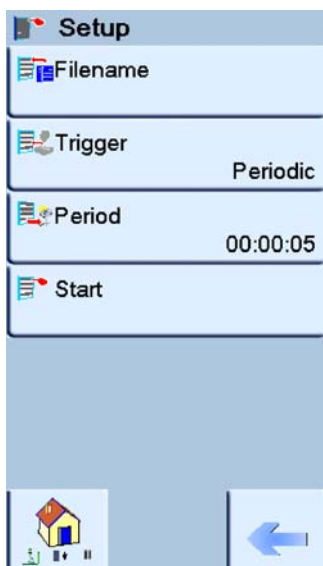 Setup
Filename
Trigger
Periodic
Period
00:00:05
Start